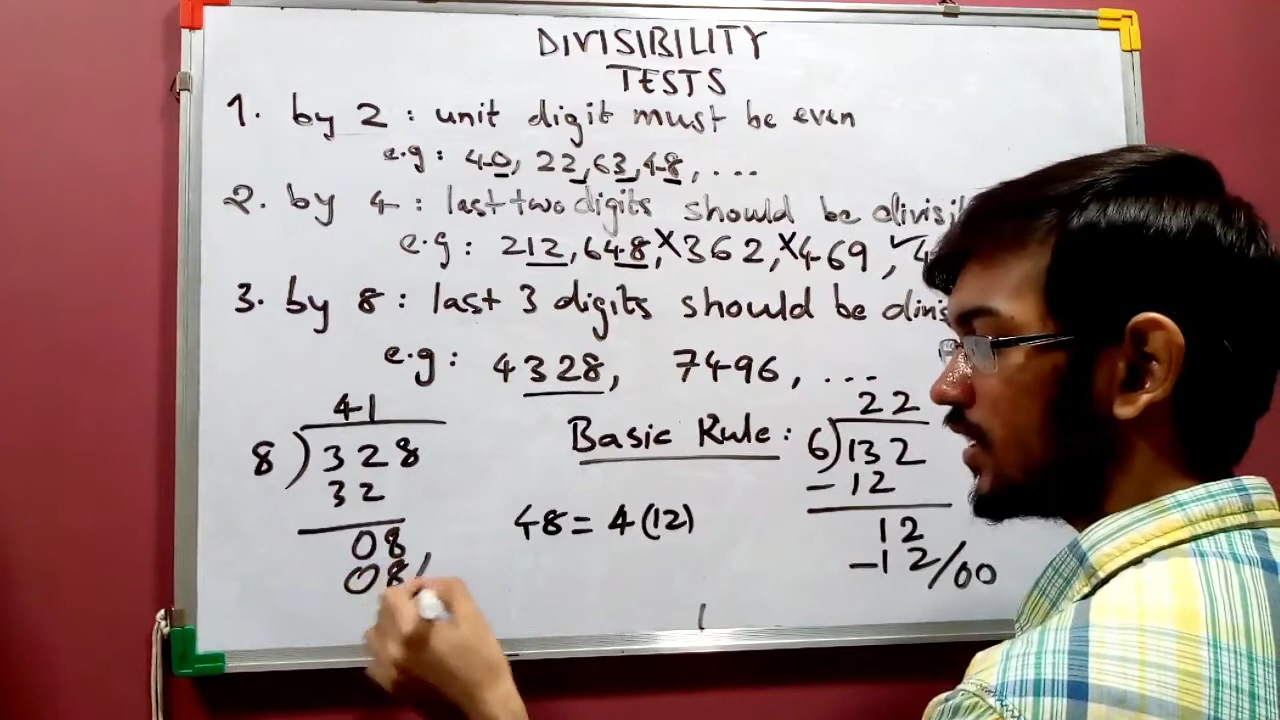 DIVISIBILITY
TESTS
1. by 2 : unit digit must be even
e.g : 40, 22, 63, 48, ...
2. by 4 : last two digits should be
e.g : 212, 648, ×362, ×469, ✓
3. by 8 : last 3 digits should be
e.g : 4328, 7496, ...
41
8)328
32
08
08/
Basic Rule :
48 = 4(12)
22
6)132
-12
12
-12/00